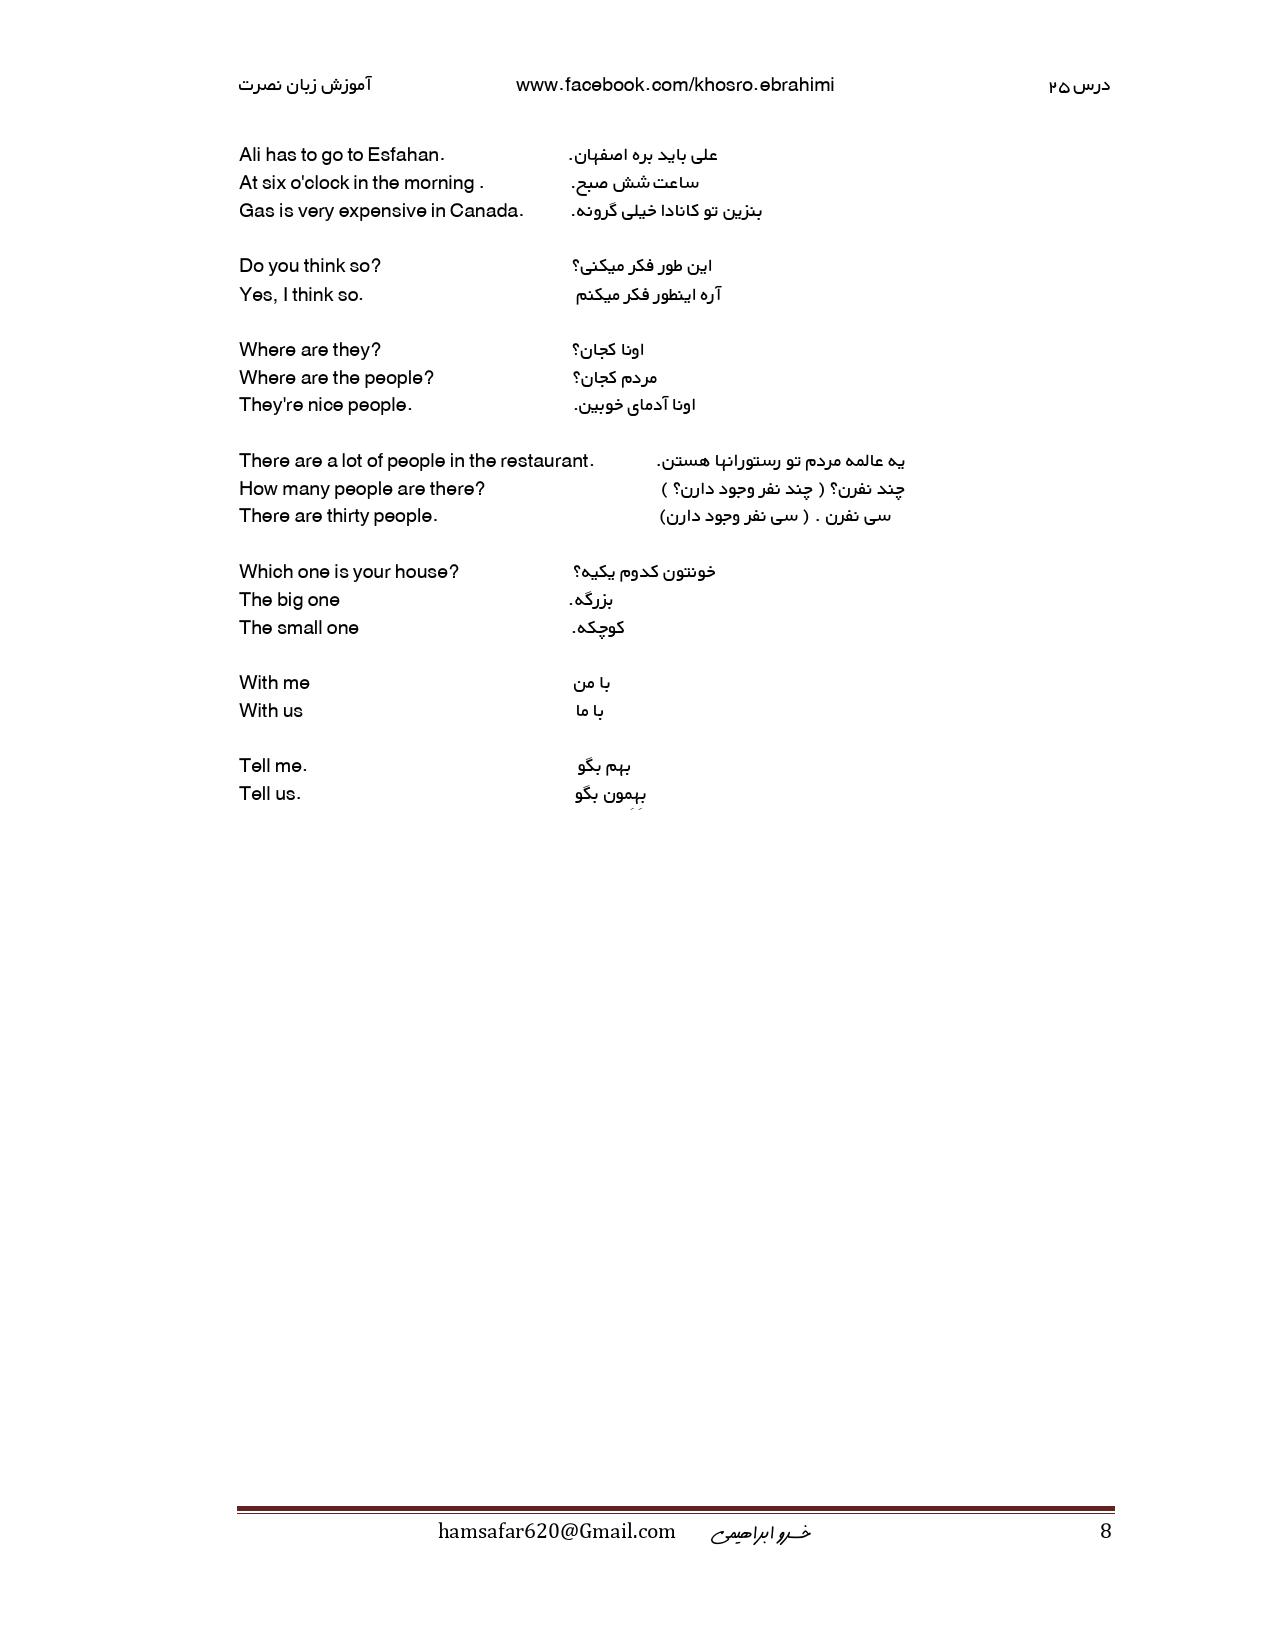 آموزش زبان نصرت www.facebook.com/khosro.ebrahimi درس ۲۵
Ali has to go to Esfahan. علی باید بره اصفهان.
At six o'clock in the morning . ساعت شش صبح.
Gas is very expensive in Canada. بنزین تو کانادا خیلی گرونه.
Do you think so? این طور فکر میکنی؟
Yes, I think so. آره اینطور فکر میکنم
Where are they? اونا کجان؟
Where are the people? مردم کجان؟
They're nice people. اونا آدمای خوبین.
There are a lot of people in the restaurant. یه عالمه مردم تو رستورانها هستن.
How many people are there? چند نفرن؟ ( چند نفر وجود دارن؟ )
There are thirty people. سی نفرن . ( سی نفر وجود دارن)
Which one is your house? خونتون کدوم یکیه؟
The big one بزرگه.
The small one کوچکه.
With me با من
With us با ما
Tell me. بهم بگو
Tell us. بِهِمون بگو
hamsafar620@Gmail.com خسرو ابراهیمی 8